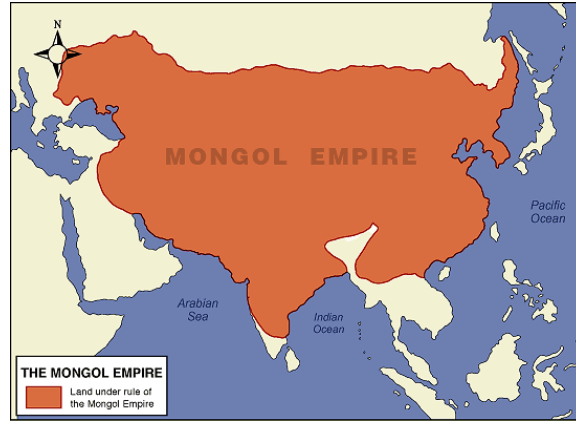 N
MONGOL EMPIRE
Pacific
Ocean
Arabian
Sea
Indian
Ocean
THE MONGOL EMPIRE
Land under rule of
the Mongol Empire